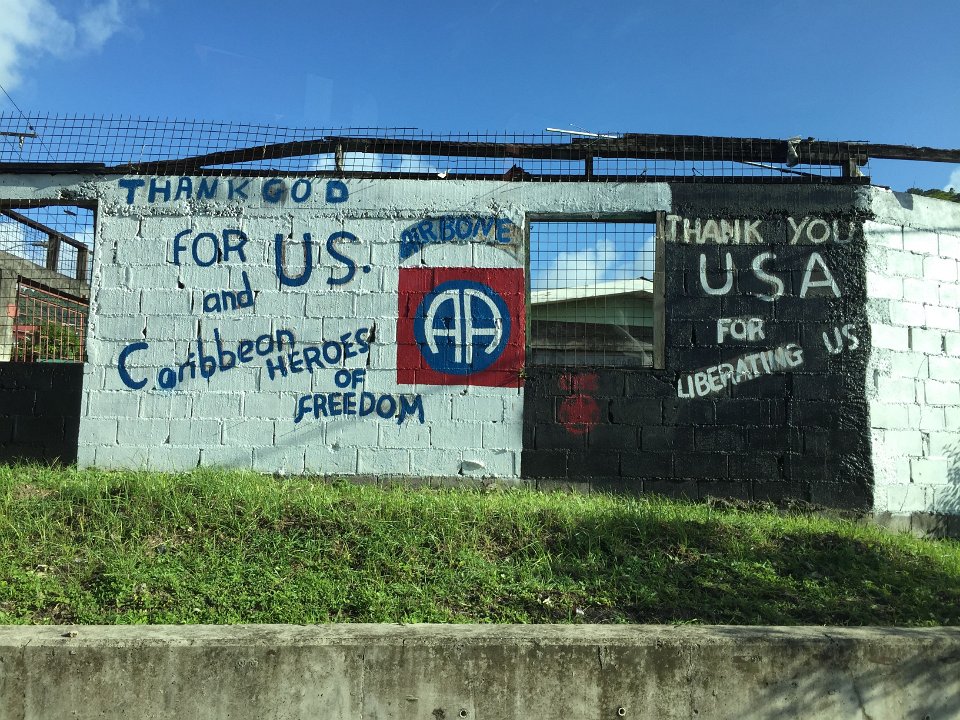 THANK GOD
FOR U.S.
and
Caribbean
HEROES
OF
FREEDOM
AIRBONE
AA
THANK YOU
USA
FOR
LIBERATING US